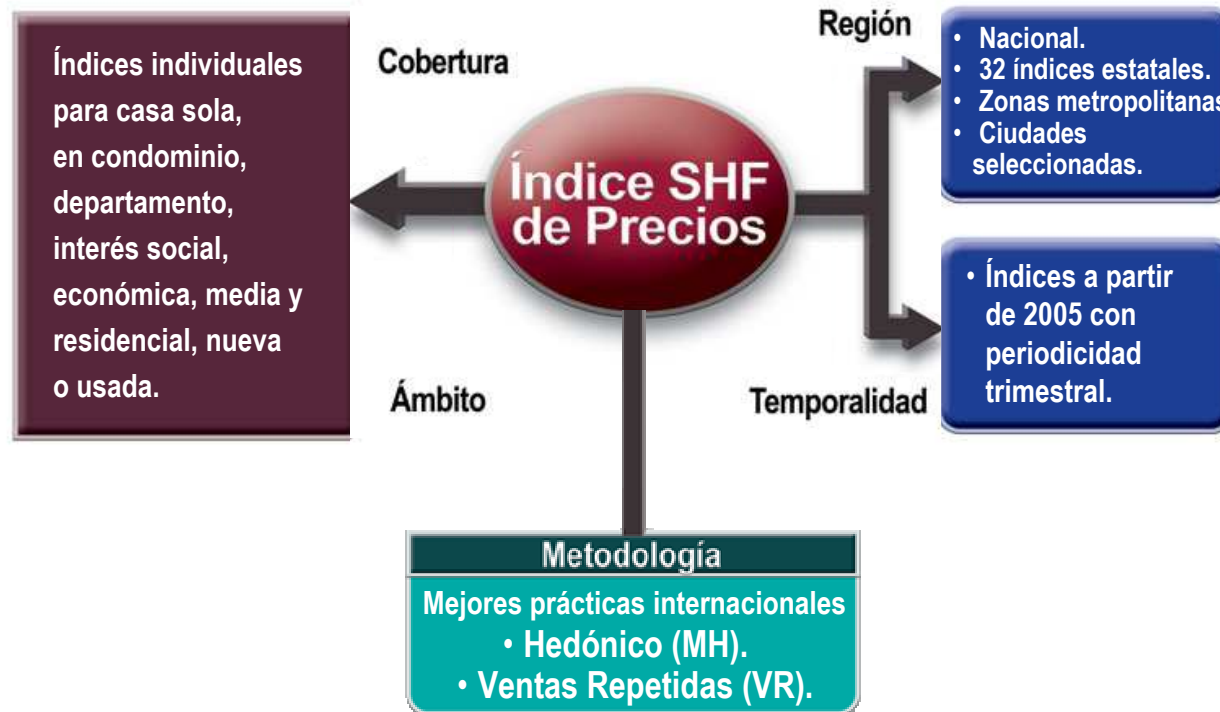 Región
Cobertura
Índices individuales
para casa sola,
en condominio,
departamento,
interés social,
económica, media y
residencial, nueva
o usada.
Índice SHF
de Precios
• Nacional.
• 32 índices estatales.
• Zonas metropolitanas
• Ciudades
seleccionadas.
• Índices a partir
de 2005 con
periodicidad
trimestral.
Ámbito
Temporalidad
Metodología
Mejores prácticas internacionales
• Hedónico (MH).
• Ventas Repetidas (VR).